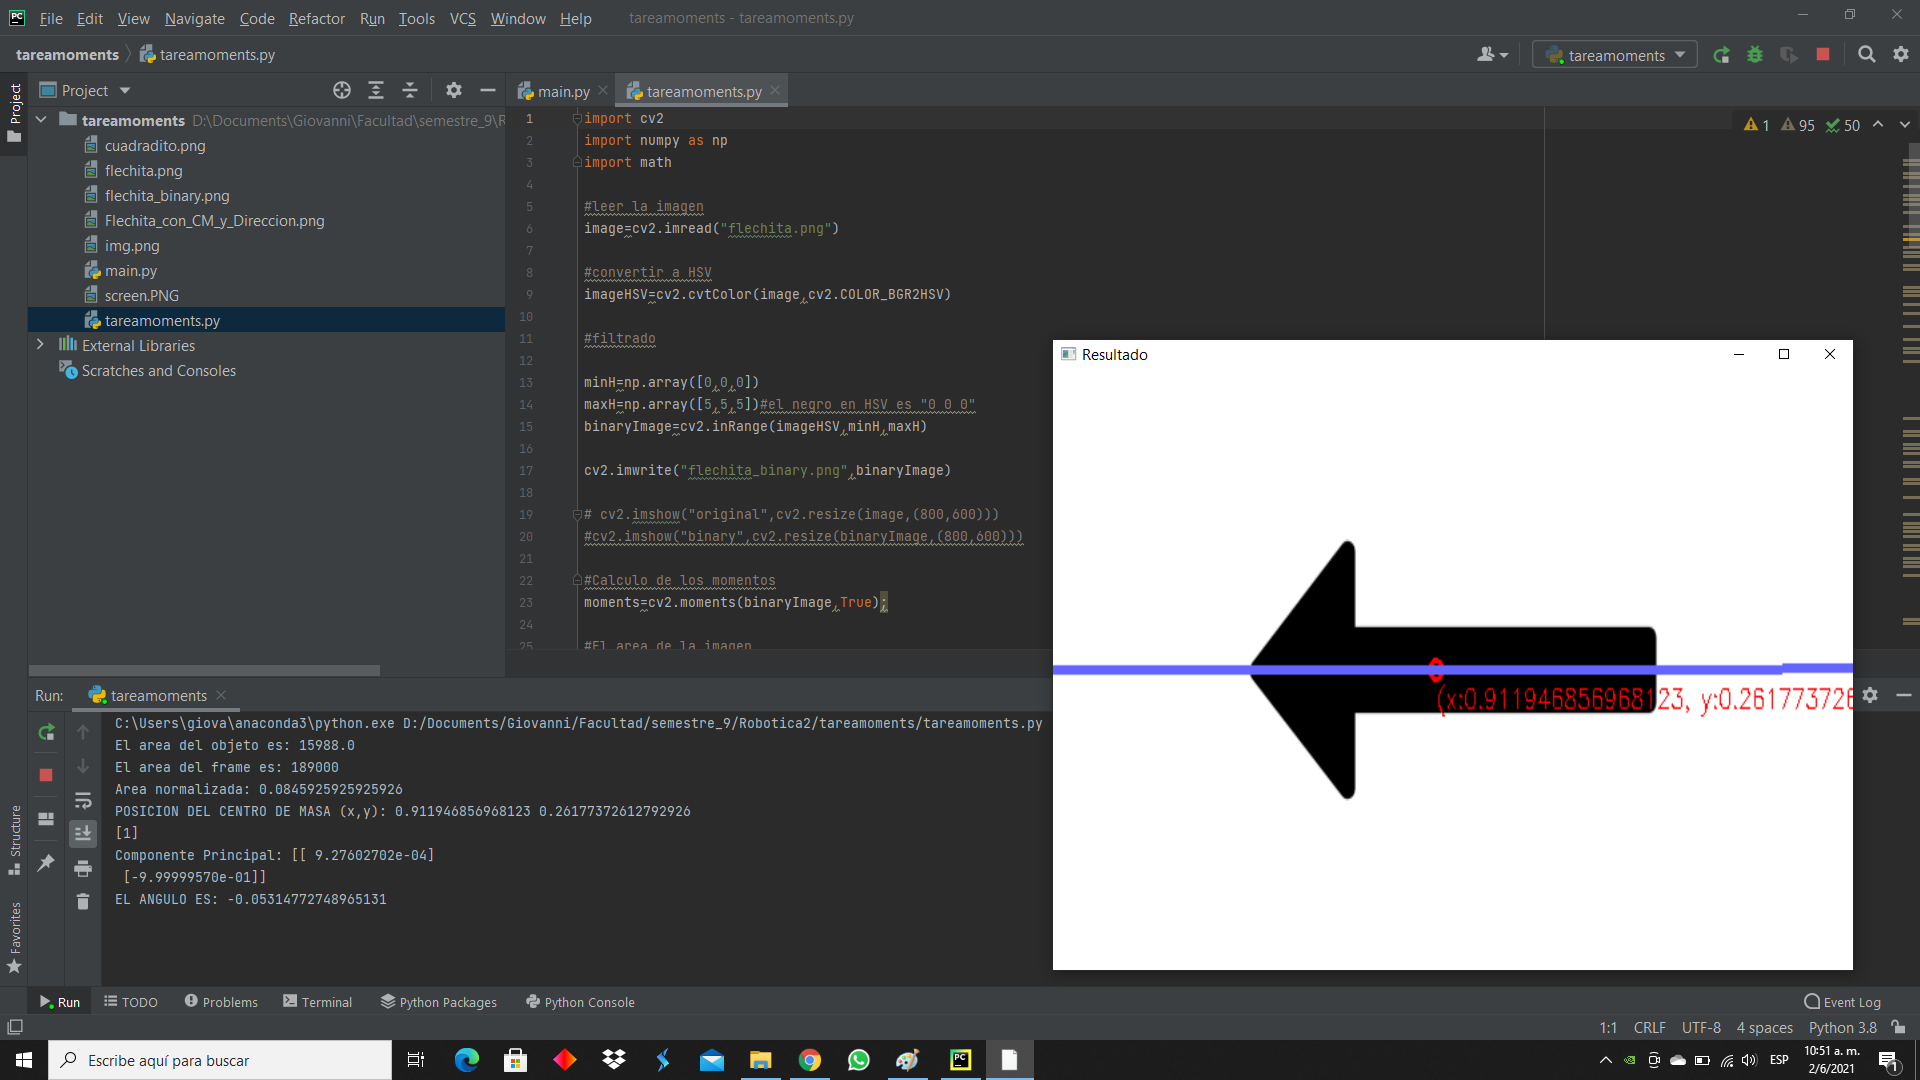 PC File Edit View Navigate Code Refactor Run Tools VCS Window Help tareamoments - tareamoments.py
tareamoments tareamoments.py tareamoments
Project
Project
main.py tareamoments.py
tareamoments D:\Documents\Giovanni\Facultad\semestre_9\R
cuadradito.png
flechita.png
flechita_binary.png
Flechita_con_CM_y_Direccion.png
img.png
main.py
screen.PNG
tareamoments.py
External Libraries
Scratches and Consoles
1 95 50
1 import cv2
2 import numpy as np
3 import math
4
5 #leer la imagen
6 image=cv2.imread("flechita.png")
7
8 #convertir a HSV
9 imageHSV=cv2.cvtColor(image,cv2.COLOR_BGR2HSV)
10
11 #filtrado
12
13 minH=np.array([0,0,0])
14 maxH=np.array([5,5,5])#el negro en HSV es "0 0 0"
15 binaryImage=cv2.inRange(imageHSV,minH,maxH)
16
17 cv2.imwrite("flechita_binary.png",binaryImage)
18
19 # cv2.imshow("original",cv2.resize(image,(800,600)))
20 #cv2.imshow("binary",cv2.resize(binaryImage,(800,600)))
21
22 #Calculo de los momentos
23 moments=cv2.moments(binaryImage,True);
24
25 #El area de la imagen
Resultado
(x:0.911946856968123, y:0.261773726
Run: tareamoments
C:\Users\giova\anaconda3\python.exe D:/Documents/Giovanni/Facultad/semestre_9/Robotica2/tareamoments/tareamoments.py
El area del objeto es: 15988.0
El area del frame es: 189000
Area normalizada: 0.0845925925925926
POSICION DEL CENTRO DE MASA (x,y): 0.911946856968123 0.26177372612792926
[1]
Componente Principal: [[ 9.27602702e-04]
[-9.99999570e-01]]
EL ANGULO ES: -0.05314772748965131
Structure
Favorites
Run TODO Problems Terminal Python Packages Python Console Event Log
1:1 CRLF UTF-8 4 spaces Python 3.8
Escribe aquí para buscar
PC
ESP
10:51 a. m.
2/6/2021
1